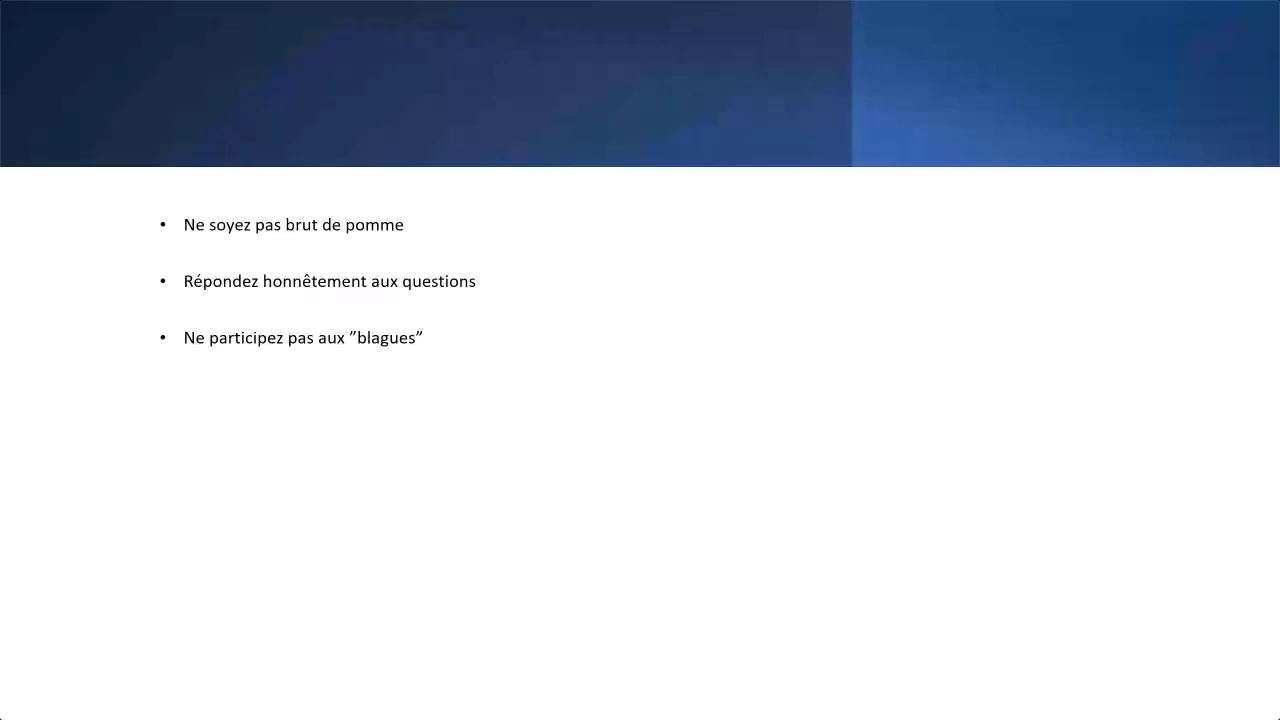 • Ne soyez pas brut de pomme
• Répondez honnêtement aux questions
• Ne participez pas aux ”blagues”